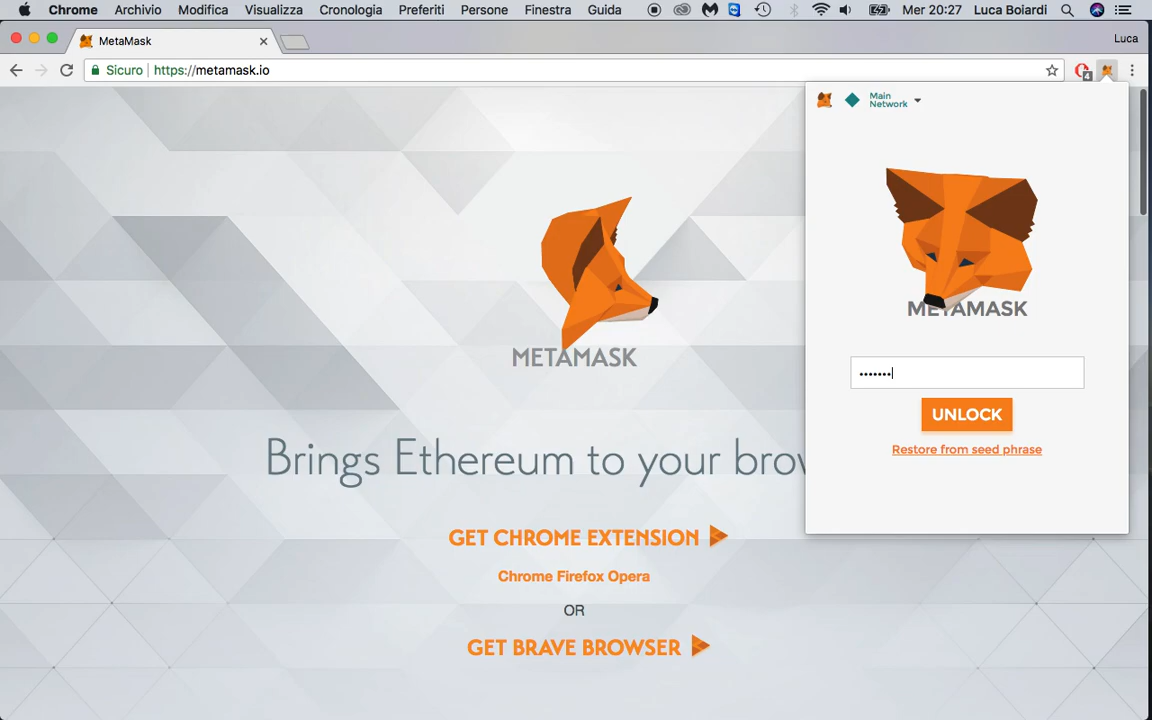 Chrome Archivio Modifica Visualizza Cronologia Preferiti Persone Finestra Guida Mer 20:27 Luca Boiardi
MetaMask
Luca
Sicuro https://metamask.io
4
Main
Network
METAMASK
UNLOCK
Restore from seed phrase
METAMASK
Brings Ethereum to your brow
GET CHROME EXTENSION
Chrome Firefox Opera
OR
GET BRAVE BROWSER